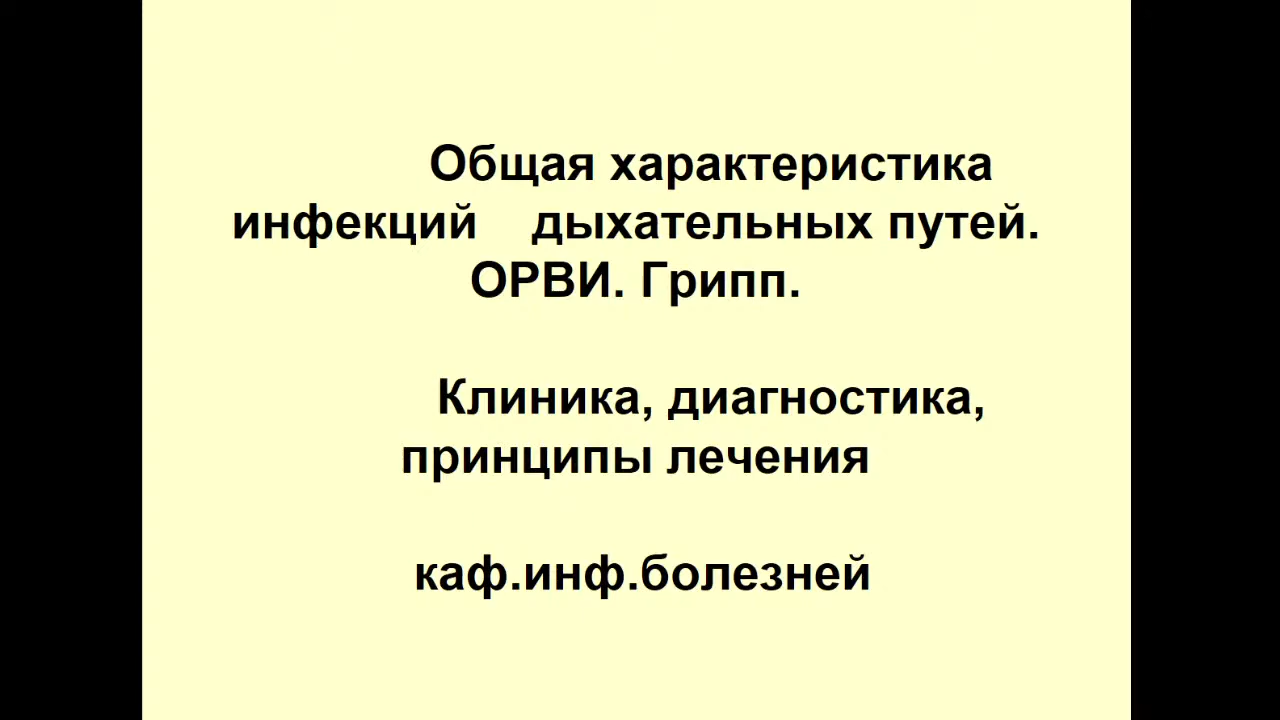 Общая характеристика
инфекций дыхательных путей.
ОРВИ. Грипп.
Клиника, диагностика,
принципы лечения
каф.инф.болезней